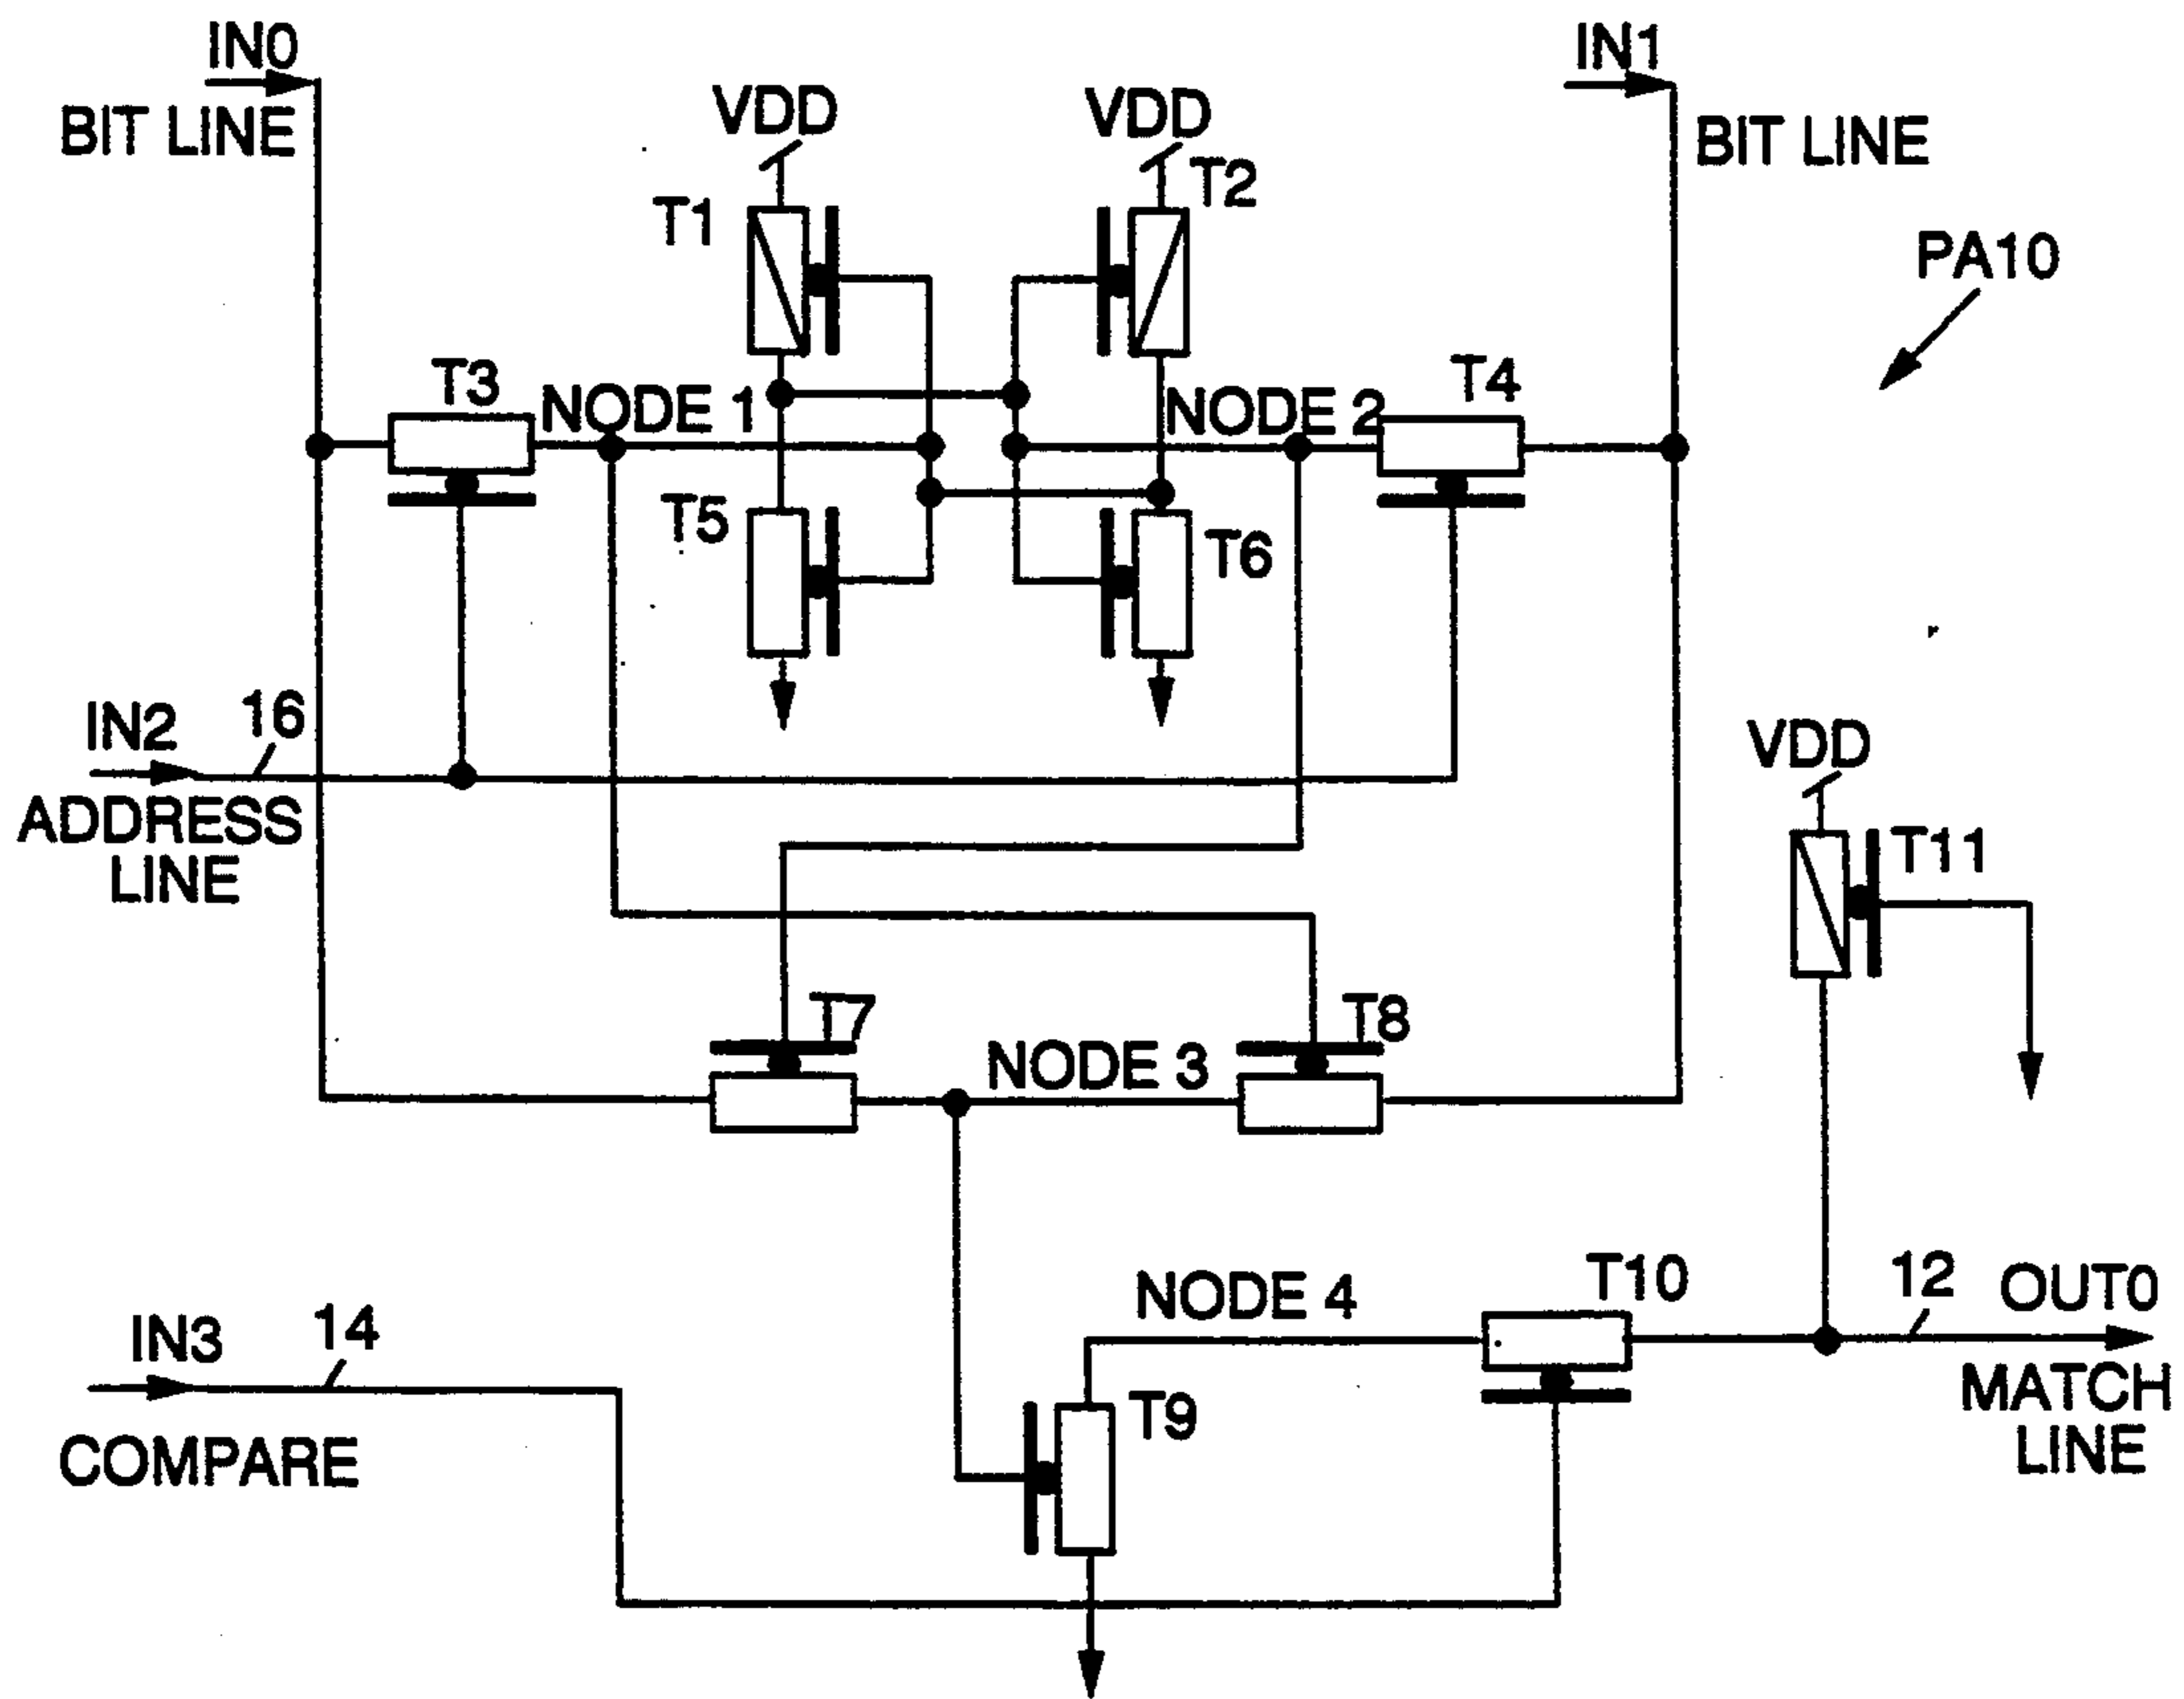 IN0
BIT LINE
IN1
BIT LINE
VDD
VDD
T1
T2
PA10
T3
NODE 1
NODE 2
T4
T5
T6
IN2
16
ADDRESS
LINE
VDD
T11
T7
NODE 3
T8
IN3
14
COMPARE
NODE 4
T9
T10
12
OUT0
MATCH
LINE